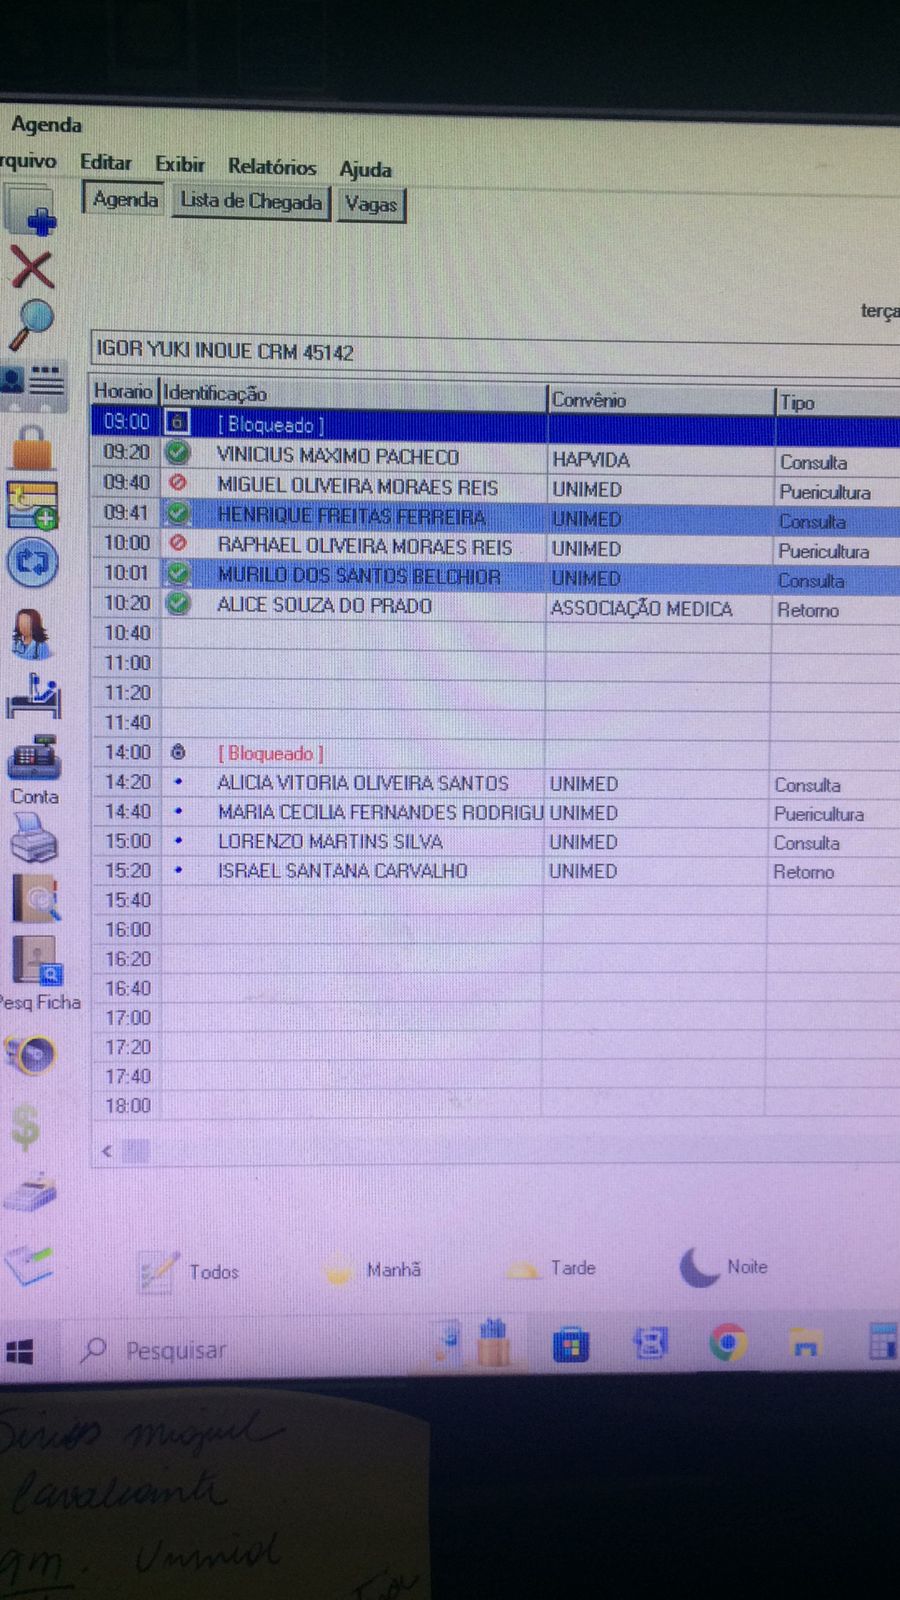 Agenda
rquivo Editar Exibir Relatórios Ajuda
Agenda Lista de Chegada Vagas
terça
IGOR YUKI INOUE CRM 45142
Horario Identificação Convênio Tipo
09:00 [ Bloqueado ]
09:20 VINICIUS MAXIMO PACHECO HAPVIDA Consulta
09:40 MIGUEL OLIVEIRA MORAES REIS UNIMED Puericultura
09:41 HENRIQUE FREITAS FERREIRA UNIMED Consulta
10:00 RAPHAEL OLIVEIRA MORAES REIS UNIMED Puericultura
10:01 MURILO DOS SANTOS BELCHIOR UNIMED Consulta
10:20 ALICE SOUZA DO PRADO ASSOCIAÇÃO MEDICA Retorno
10:40
11:00
11:20
11:40
14:00 [ Bloqueado ]
14:20 ALICIA VITORIA OLIVEIRA SANTOS UNIMED Consulta
14:40 MARIA CECILIA FERNANDES RODRIGU UNIMED Puericultura
15:00 LORENZO MARTINS SILVA UNIMED Consulta
15:20 ISRAEL SANTANA CARVALHO UNIMED Retorno
15:40
16:00
16:20
16:40
17:00
17:20
17:40
18:00
Conta
Pesq Ficha
Todos Manhã Tarde Noite
Pesquisar
miguel
Cavalcante
Unimed